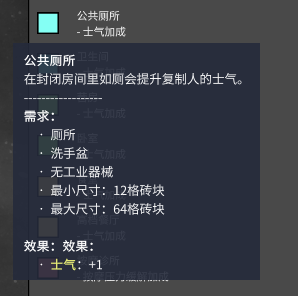 公共厕所
- 士气加成
公共厕所
在封闭房间里如厕会提升复制人的士气。
------------------
需求：
· 厕所
· 洗手盆
· 无工业器械
· 最小尺寸：12格砖块
· 最大尺寸：64格砖块
效果：效果：
· 士气：+1